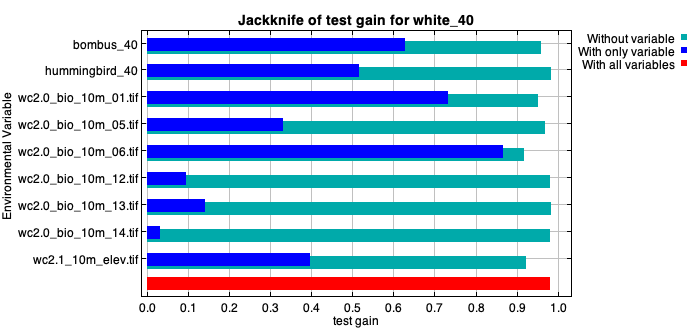 Jackknife of test gain for white_40
Without variable
With only variable
With all variables
Environmental Variable
bombus_40
hummingbird_40
wc2.0_bio_10m_01.tif
wc2.0_bio_10m_05.tif
wc2.0_bio_10m_06.tif
wc2.0_bio_10m_12.tif
wc2.0_bio_10m_13.tif
wc2.0_bio_10m_14.tif
wc2.1_10m_elev.tif
0.0 0.1 0.2 0.3 0.4 0.5 0.6 0.7 0.8 0.9 1.0
test gain